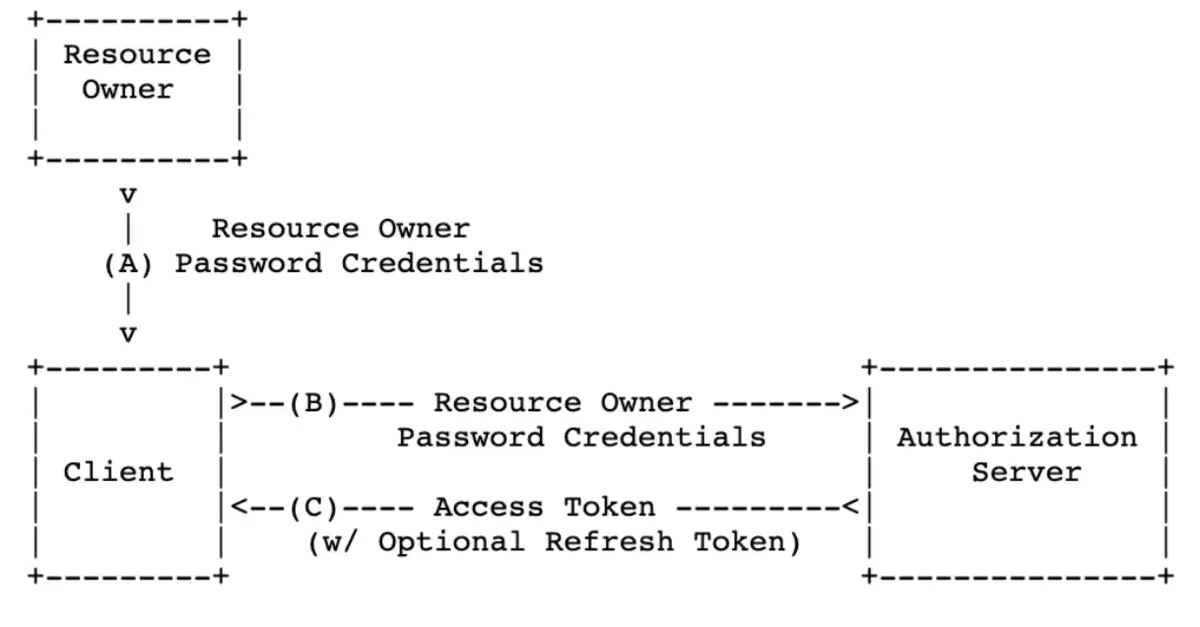 +----------+
| Resource |
|  Owner   |
|          |
+----------+
     v
     |    Resource Owner
    (A) Password Credentials
     |
     v
+---------+                                  +---------------+
|         |>--(B)---- Resource Owner ------->|               |
|         |         Password Credentials     | Authorization |
| Client  |                                  |     Server    |
|         |<--(C)---- Access Token ---------<|               |
|         |    (w/ Optional Refresh Token)   |               |
+---------+                                  +---------------+